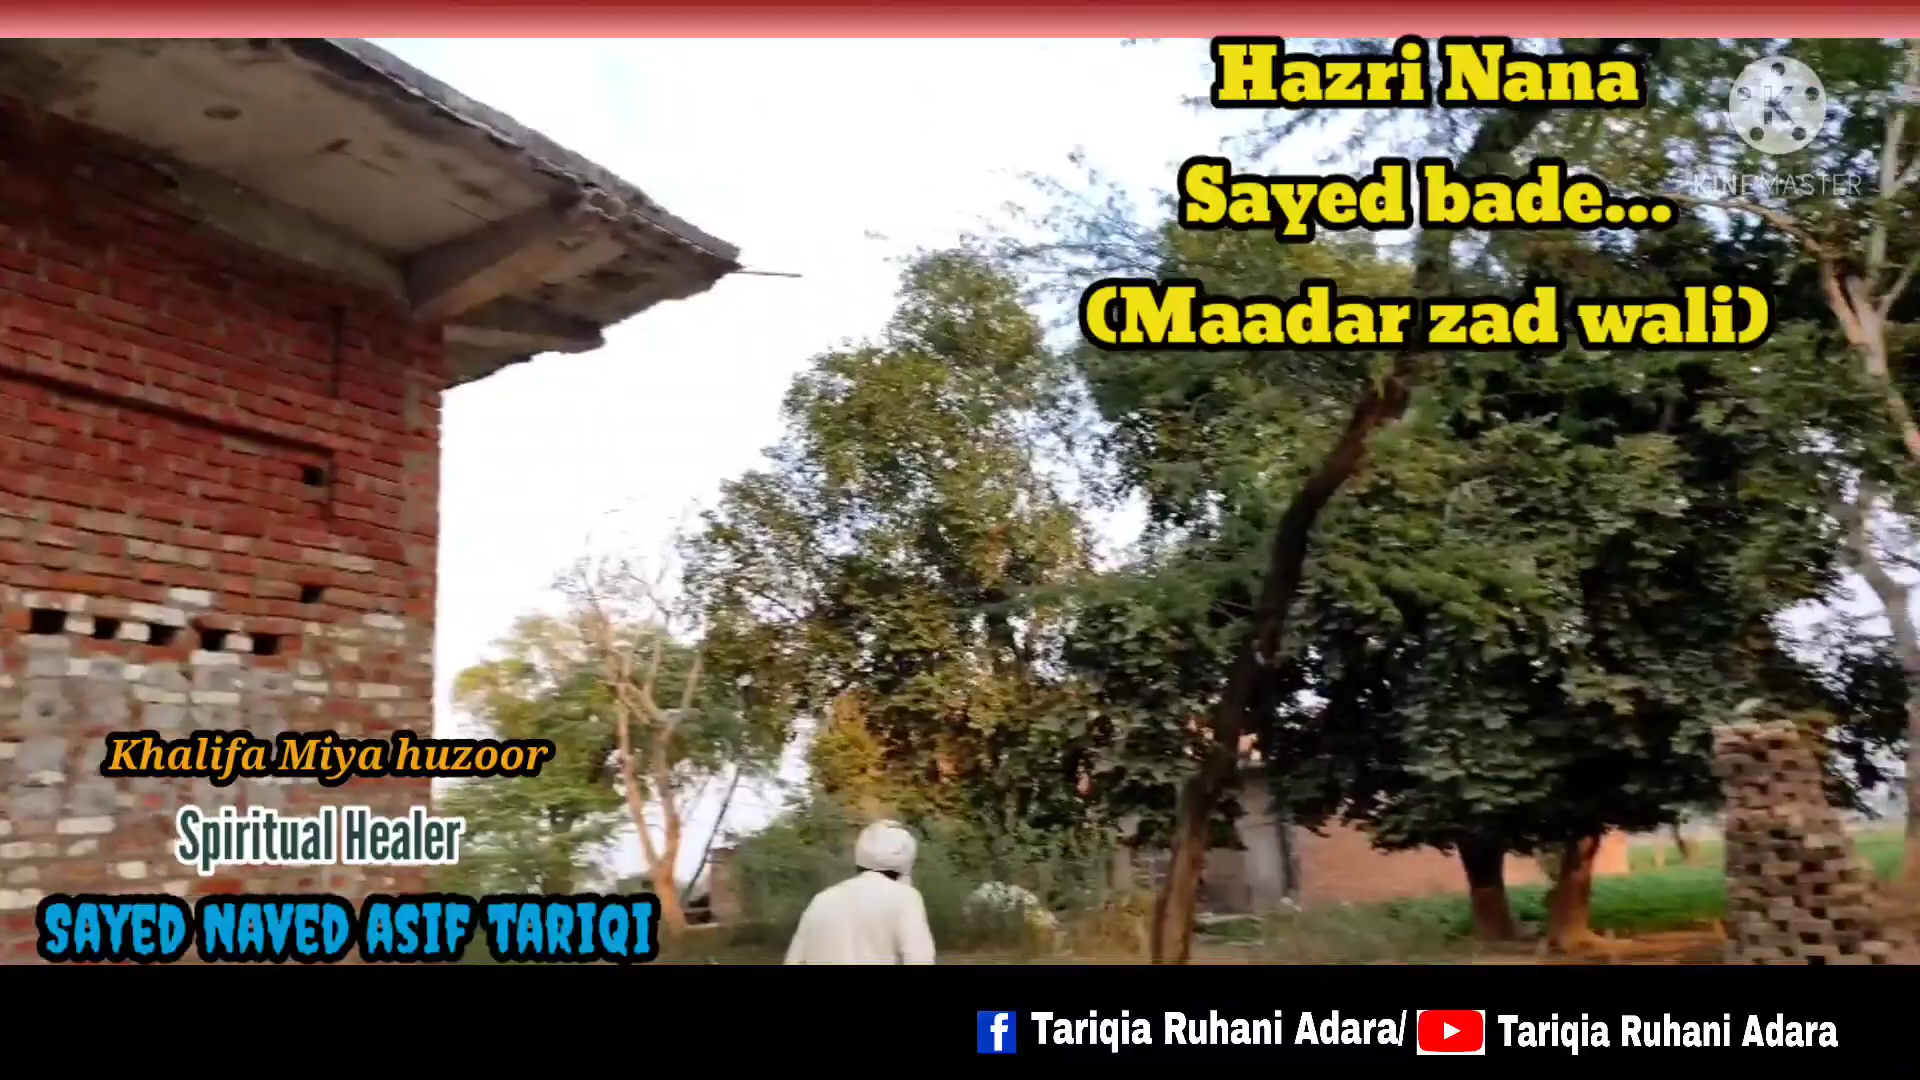 Hazri Nana
Sayed bade...
(Maadar zad wali)
KINEMASTER
Khalifa Miya huzoor
Spiritual Healer
SAYED NAVED ASIF TARIQI
Tariqia Ruhani Adara/ Tariqia Ruhani Adara